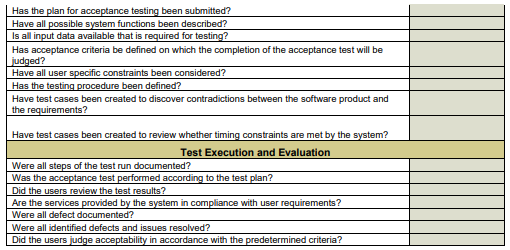 Has the plan for acceptance testing been submitted?
Have all possible system functions been described?
Is all input data available that is required for testing?
Has acceptance criteria be defined on which the completion of the acceptance test will be
judged?
Have all user specific constraints been considered?
Has the testing procedure been defined?
Have test cases been created to discover contradictions between the software product and
the requirements?
Have test cases been created to review whether timing constraints are met by the system?
Test Execution and Evaluation
Were all steps of the test run documented?
Was the acceptance test performed according to the test plan?
Did the users review the test results?
Are the services provided by the system in compliance with user requirements?
Were all defect documented?
Were all identified defects and issues resolved?
Did the users judge acceptability in accordance with the predetermined criteria?